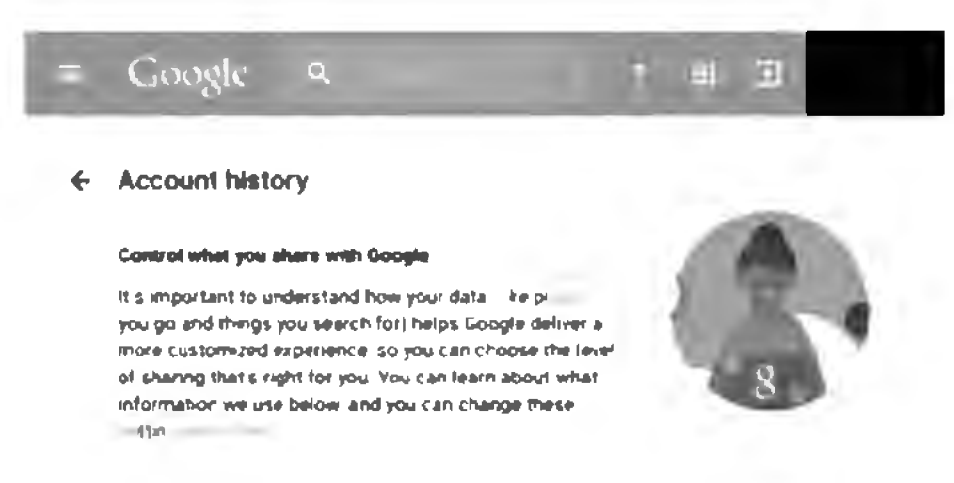 Google
Account history
Control what you share with Google
It's important to understand how your data
you go and things you search for) helps Google deliver a
more customized experience, so you can choose the level
of sharing that's right for you. You can learn about what
information we use below, and you can change these
g